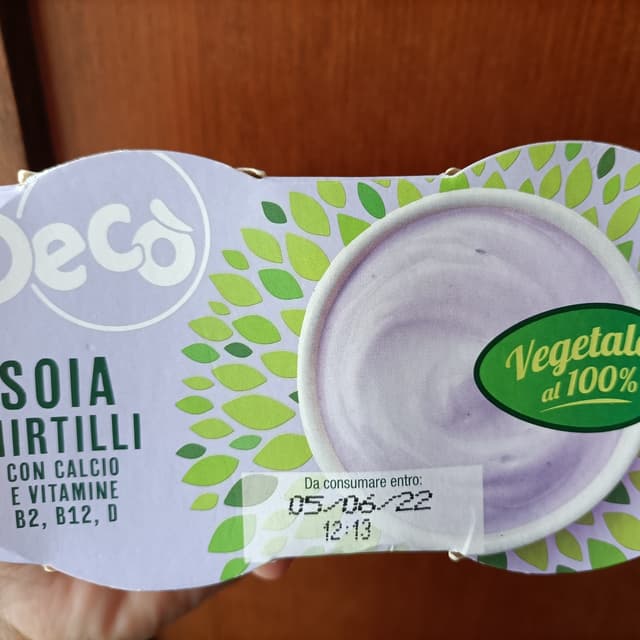 Decò
SOIA
MIRTILLI
CON CALCIO
E VITAMINE
B2, B12, D
Vegetale
al 100%
Da consumare entro:
05/06/22
12:13